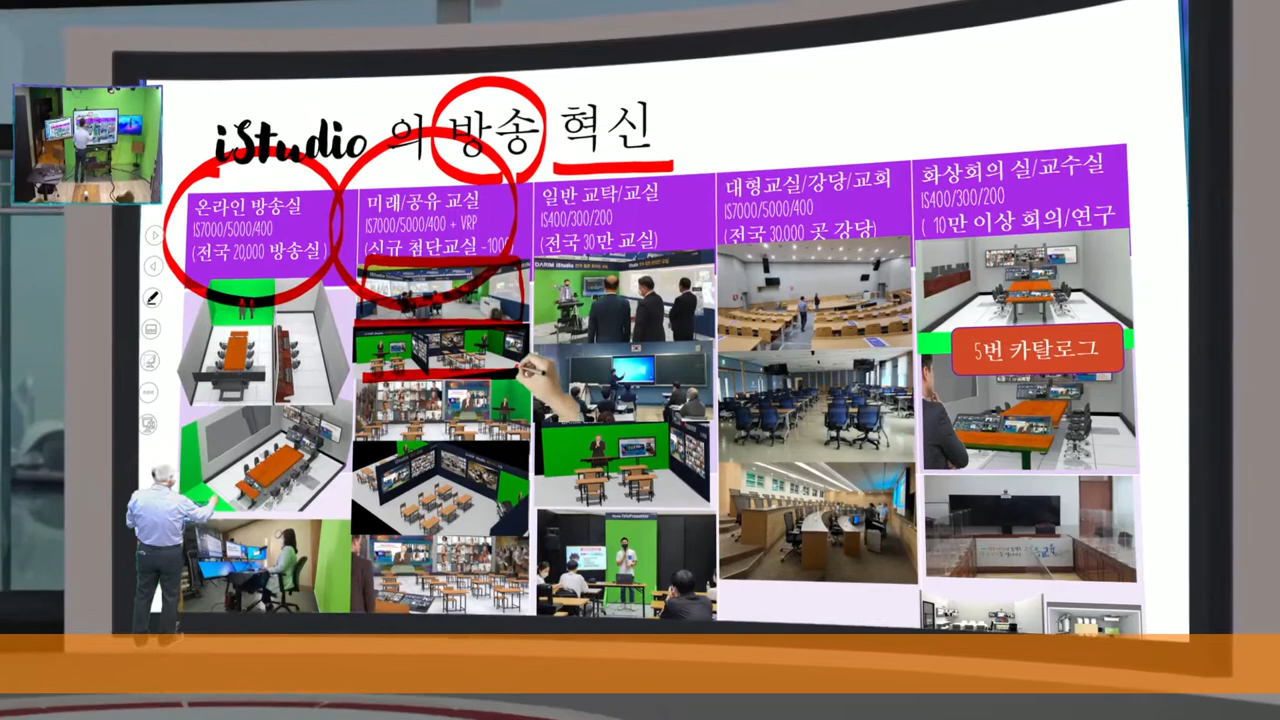 iStudio 의 방송 혁신
온라인 방송실
IS7000/5000/400
(전국 20,000 방송실)
미래/공유 교실
IS7000/5000/400 + VRP
(신규 첨단교실 ~1000)
일반 교탁/교실
IS400/300/200
(전국 30만 교실)
대형교실/강당/교회
IS7000/5000/400
(전국 30,000 곳 강당)
화상회의 실/교수실
IS400/300/200
( 10만 이상 회의/연구
DARIM iStudio
5번 카탈로그